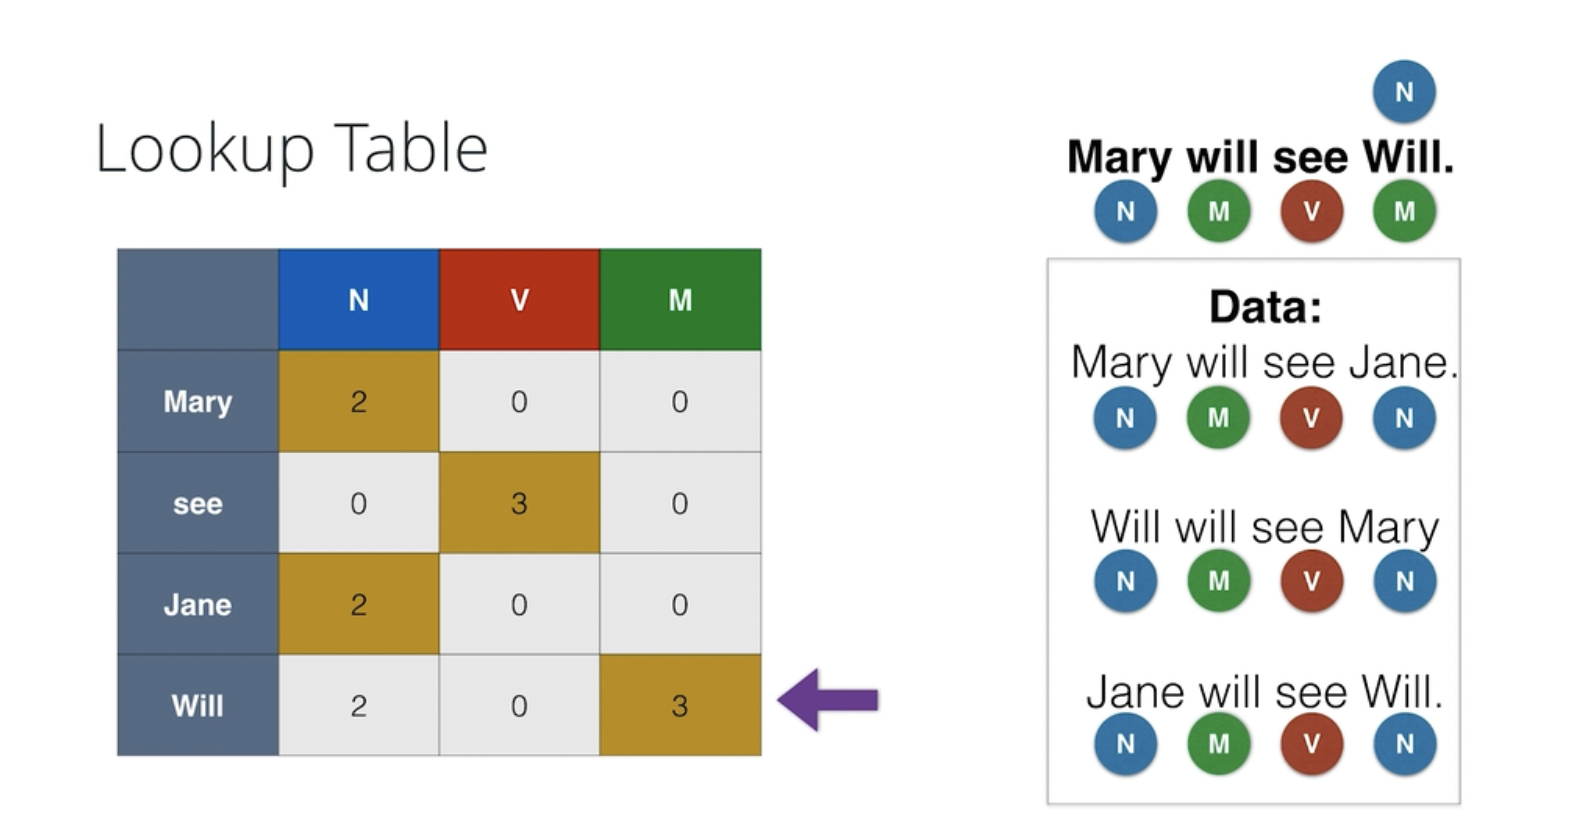 Lookup Table
N V M
Mary 2 0 0
see 0 3 0
Jane 2 0 0
Will 2 0 3
N
Mary will see Will.
N M V M
Data:
Mary will see Jane.
N M V N
Will will see Mary
N M V N
Jane will see Will.
N M V N